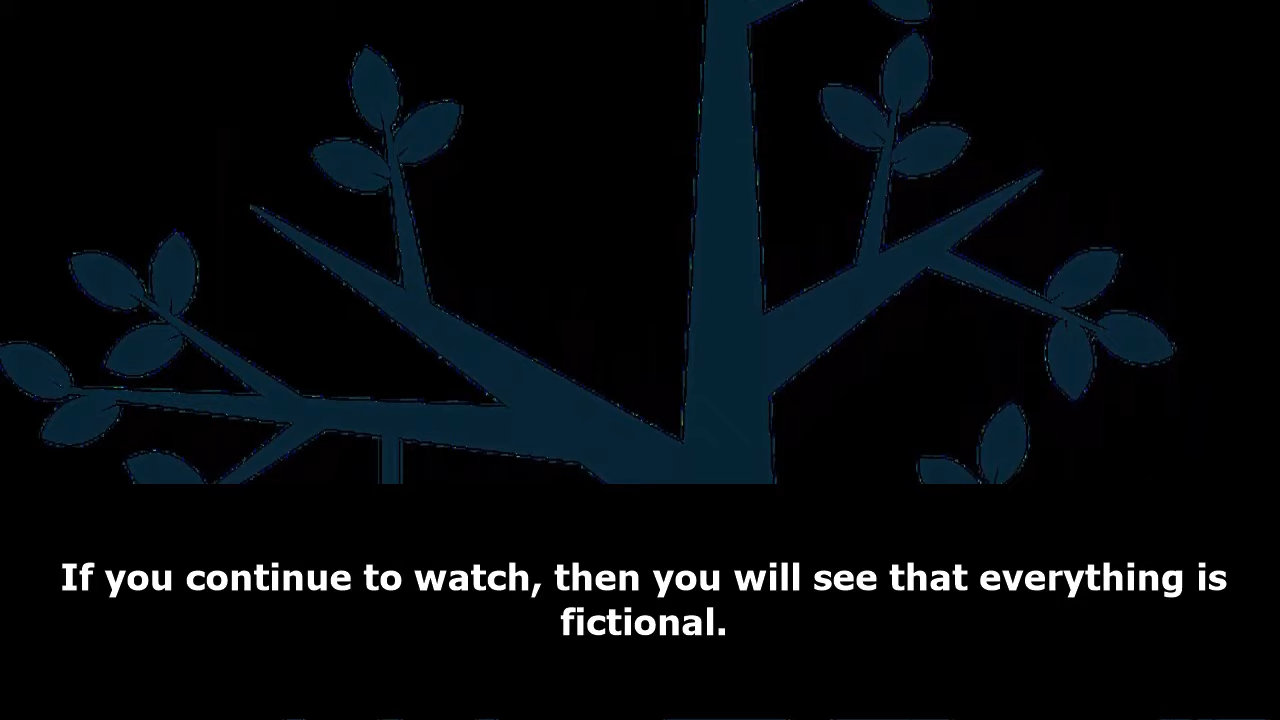 If you continue to watch, then you will see that everything is
fictional.